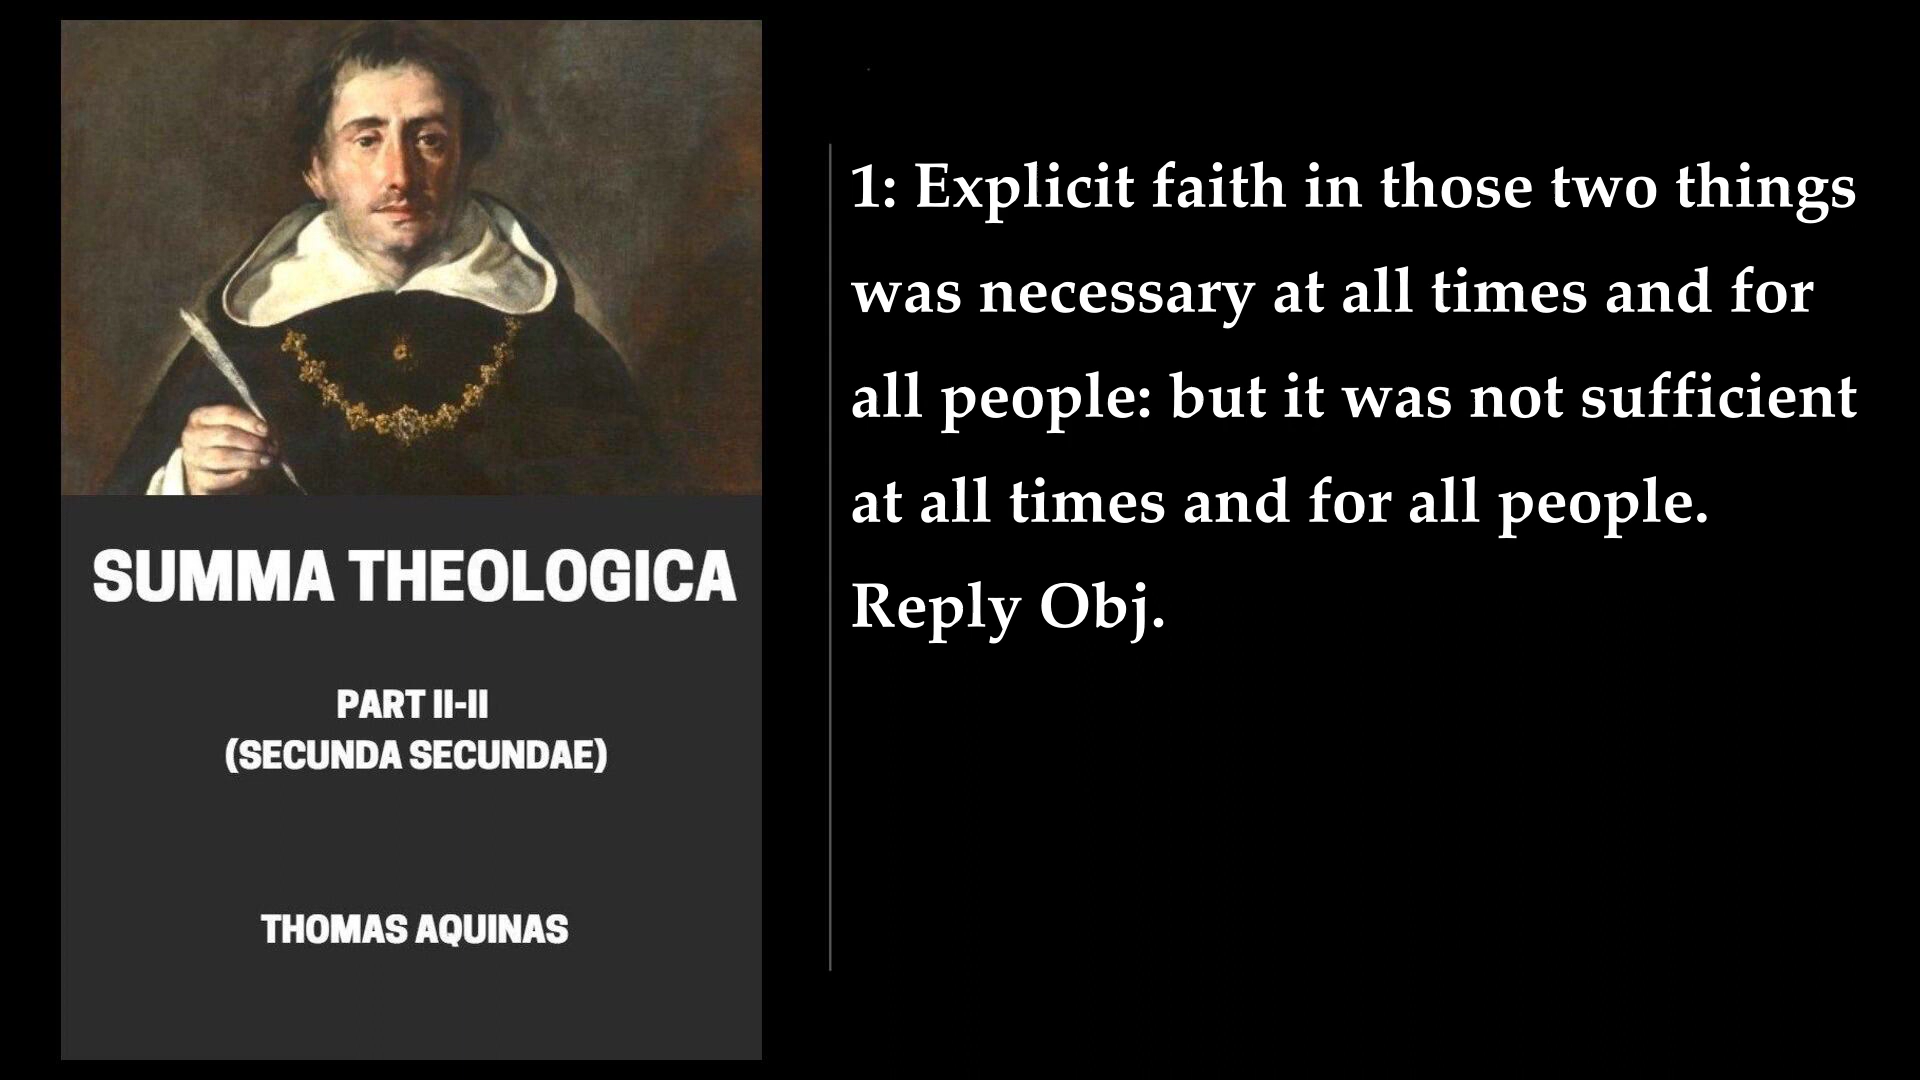 SUMMA THEOLOGICA
PART II-II
(SECUNDA SECUNDAE)
THOMAS AQUINAS
1: Explicit faith in those two things
was necessary at all times and for
all people: but it was not sufficient
at all times and for all people.
Reply Obj.